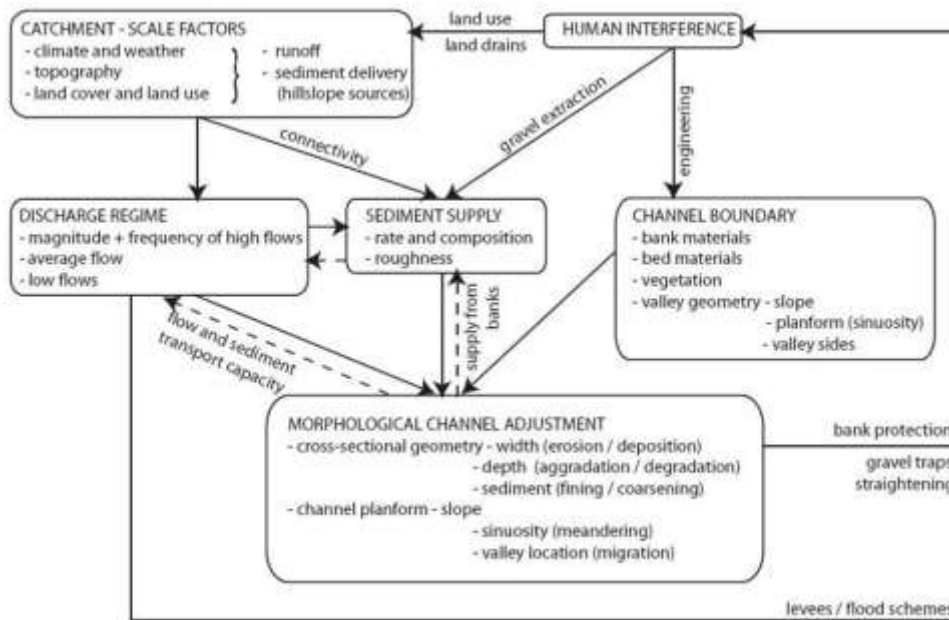 CATCHMENT - SCALE FACTORS
- climate and weather
- topography
- land cover and land use
- runoff
- sediment delivery
(hillslope sources)
land use
land drains
HUMAN INTERFERENCE
connectivity
gravel extraction
engineering
DISCHARGE REGIME
- magnitude + frequency of high flows
- average flow
- low flows
SEDIMENT SUPPLY
- rate and composition
- roughness
CHANNEL BOUNDARY
- bank materials
- bed materials
- vegetation
- valley geometry - slope
- planform (sinuosity)
- valley sides
flow and sediment
transport capacity
supply from
banks
MORPHOLOGICAL CHANNEL ADJUSTMENT
- cross-sectional geometry - width (erosion / deposition)
- depth (aggradation / degradation)
- sediment (fining / coarsening)
- channel planform - slope
- sinuosity (meandering)
- valley location (migration)
bank protection
gravel traps
straightening
levees / flood schemes